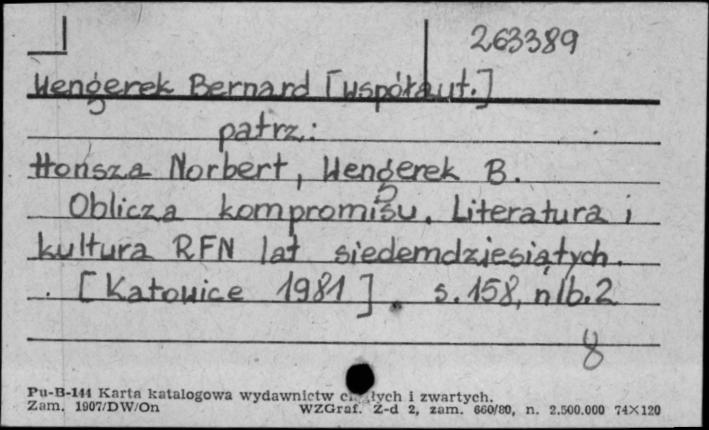 263389
Wengerek Bernard [współaut.]
patrz:
Honsza Norbert, Wengerek B.
Oblicza kompromisu. Literatura i
kultura RFN lat siedemdziesiątych.
[Katowice 1981]. s. 158, nlb. 2
8
Pu-B-144 Karta katalogowa wydawnictw ciągłych i zwartych.
Zam. 1907/DW/On WZGraf. Z-d 2, zam. 660/80, n. 2.500.000 74×120